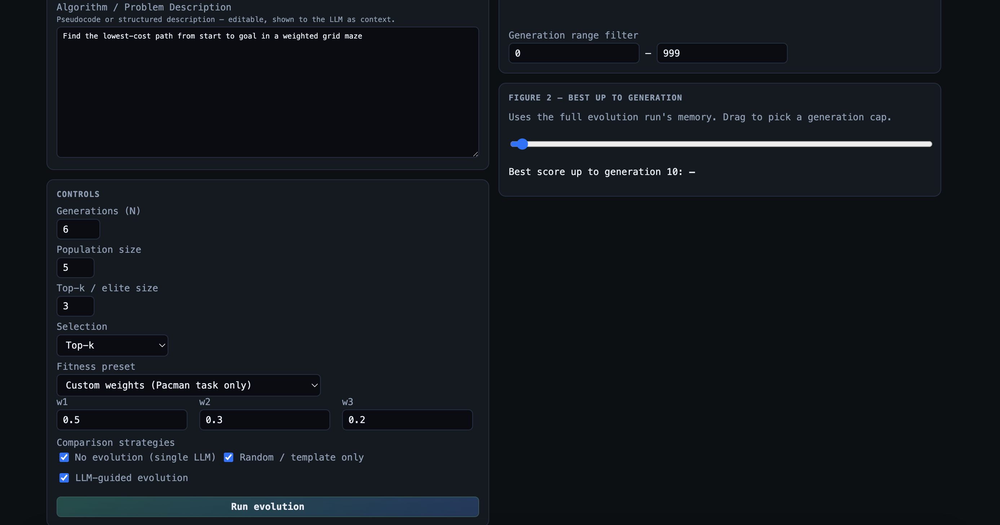 Algorithm / Problem Description
Pseudocode or structured description — editable, shown to the LLM as context.
Find the lowest-cost path from start to goal in a weighted grid maze
CONTROLS
Generations (N)
6
Population size
5
Top-k / elite size
3
Selection
Top-k
Fitness preset
Custom weights (Pacman task only)
w1 w2 w3
0.5 0.3 0.2
Comparison strategies
No evolution (single LLM) Random / template only
LLM-guided evolution
Run evolution
Generation range filter
0 — 999
FIGURE 2 — BEST UP TO GENERATION
Uses the full evolution run's memory. Drag to pick a generation cap.
Best score up to generation 10: —